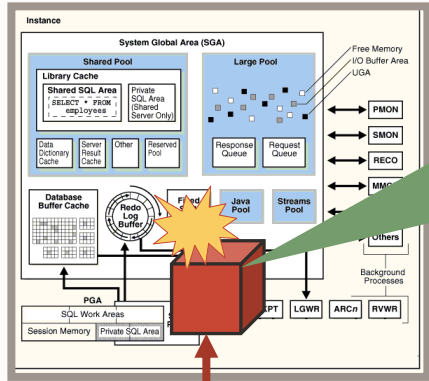 Instance
System Global Area (SGA)
Shared Pool
Library Cache
Shared SQL Area
SELECT * FROM
employees
Private
SQL Area
(Shared
Server Only)
Data
Dictionary
Cache
Server
Result
Cache
Other
Reserved
Pool
Large Pool
Response
Queue
Request
Queue
Free Memory
I/O Buffer Area
UGA
Database
Buffer Cache
Redo
Log
Buffer
Java
Pool
Streams
Pool
PMON
SMON
RECO
Others
Background
Processes
PGA
SQL Work Areas
Session Memory
Private SQL Area
LGWR
ARCn
RVWR